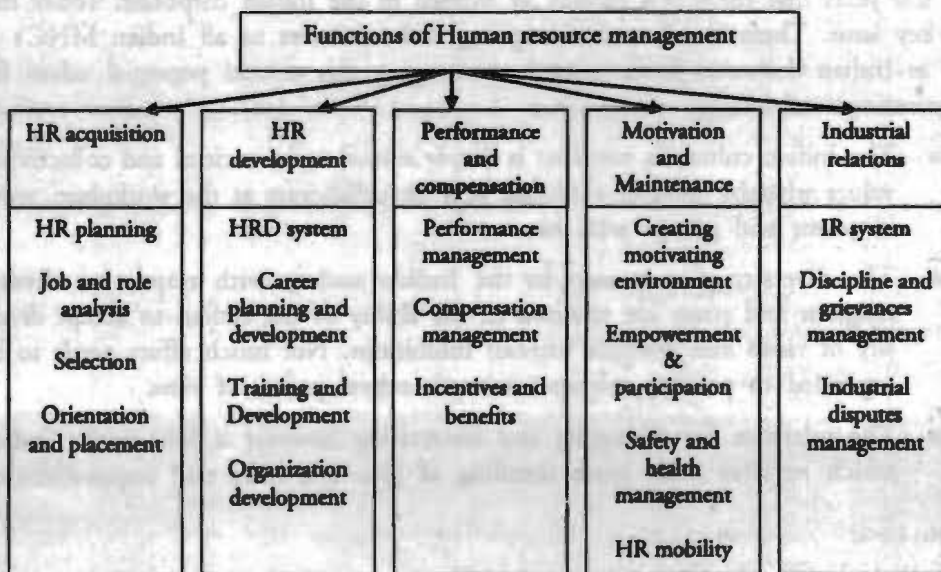 Functions of Human resource management
HR acquisition
HR
development
Performance
and
compensation
Motivation
and
Maintenance
Industrial
relations
HR planning
Job and role
analysis
Selection
Orientation
and placement
HRD system
Career
planning and
development
Training and
Development
Organization
development
Performance
management
Compensation
management
Incentives and
benefits
Creating
motivating
environment
Empowerment
&
participation
Safety and
health
management
HR mobility
IR system
Discipline and
grievances
management
Industrial
disputes
management